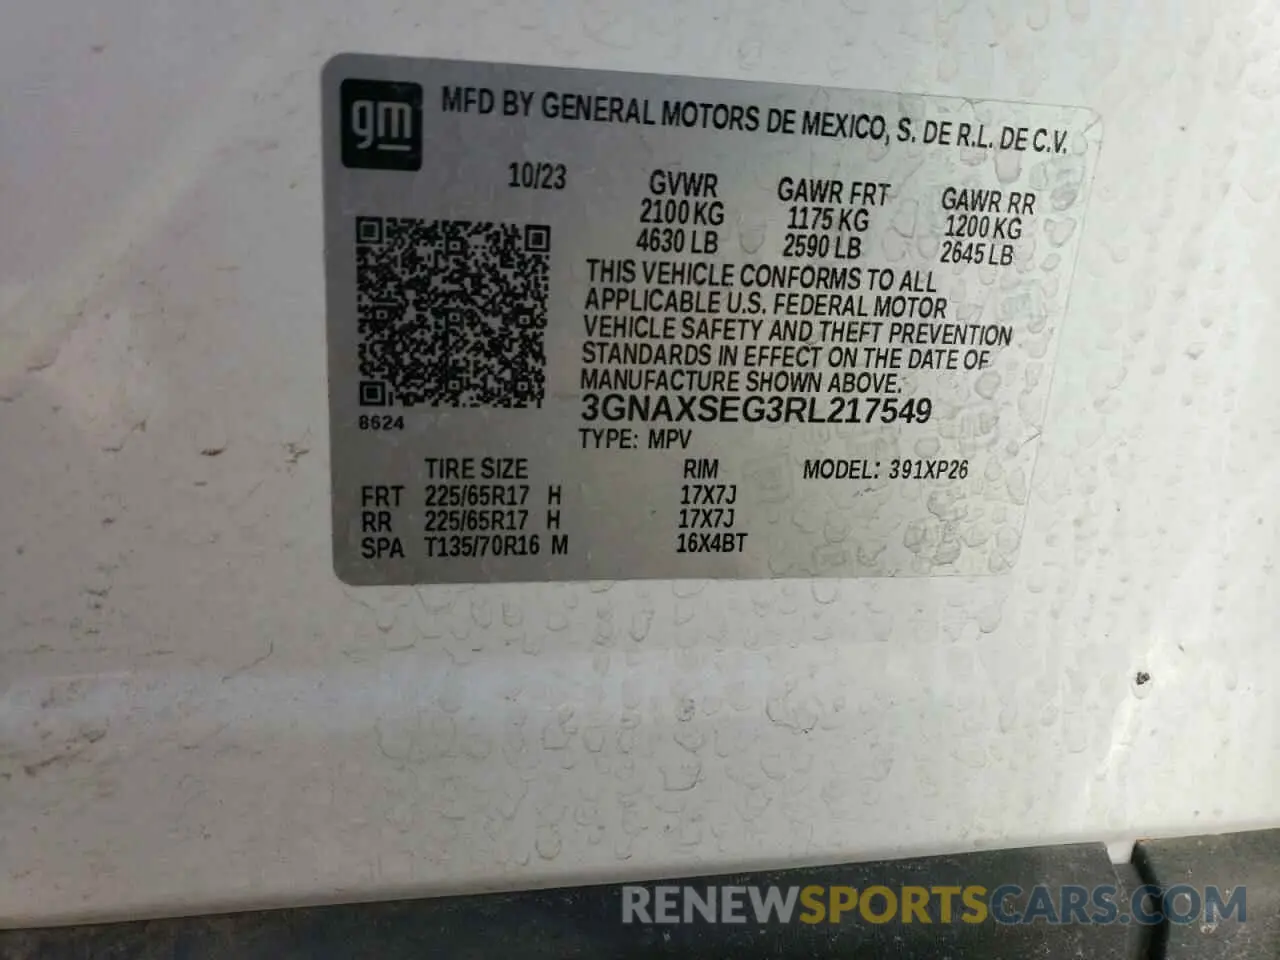 gm
MFD BY GENERAL MOTORS DE MEXICO, S. DE R.L. DE C.V.
10/23
GVWR GAWR FRT GAWR RR
2100 KG 1175 KG 1200 KG
4630 LB 2590 LB 2645 LB
THIS VEHICLE CONFORMS TO ALL
APPLICABLE U.S. FEDERAL MOTOR
VEHICLE SAFETY AND THEFT PREVENTION
STANDARDS IN EFFECT ON THE DATE OF
MANUFACTURE SHOWN ABOVE.
8624
3GNAXSEG3RL217549
TYPE: MPV
TIRE SIZE RIM MODEL: 391XP26
FRT 225/65R17 H 17X7J
RR 225/65R17 H 17X7J
SPA T135/70R16 M 16X4BT
RENEWSPORTSCARS.COM